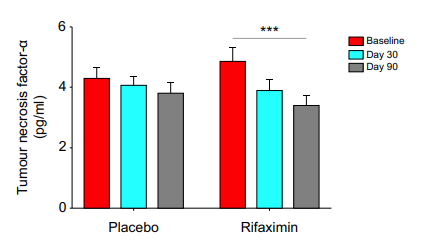 Tumour necrosis factor-α
(pg/ml)
6
4
2
0
***
Baseline
Day 30
Day 90
Placebo
Rifaximin